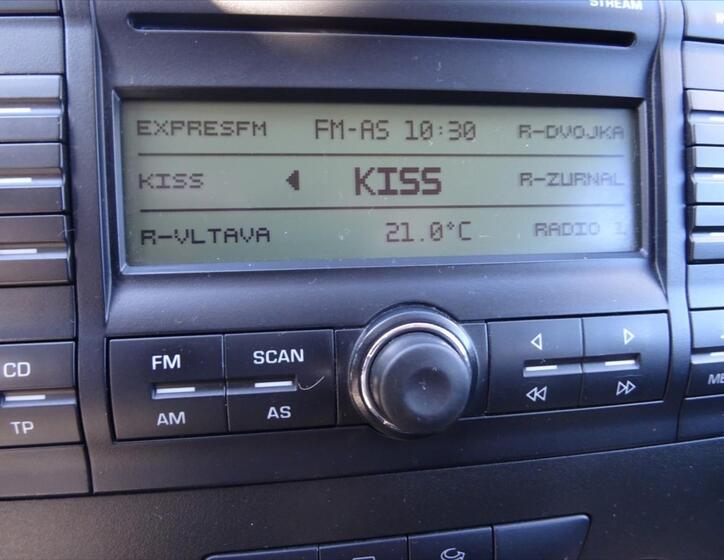 STREAM
EXPRESFM FM-AS 10:30 R-DVOJKA
KISS KISS R-ZURNAL
R-VLTAVA 21.0°C RADIO 1
CD FM SCAN
TP AM AS